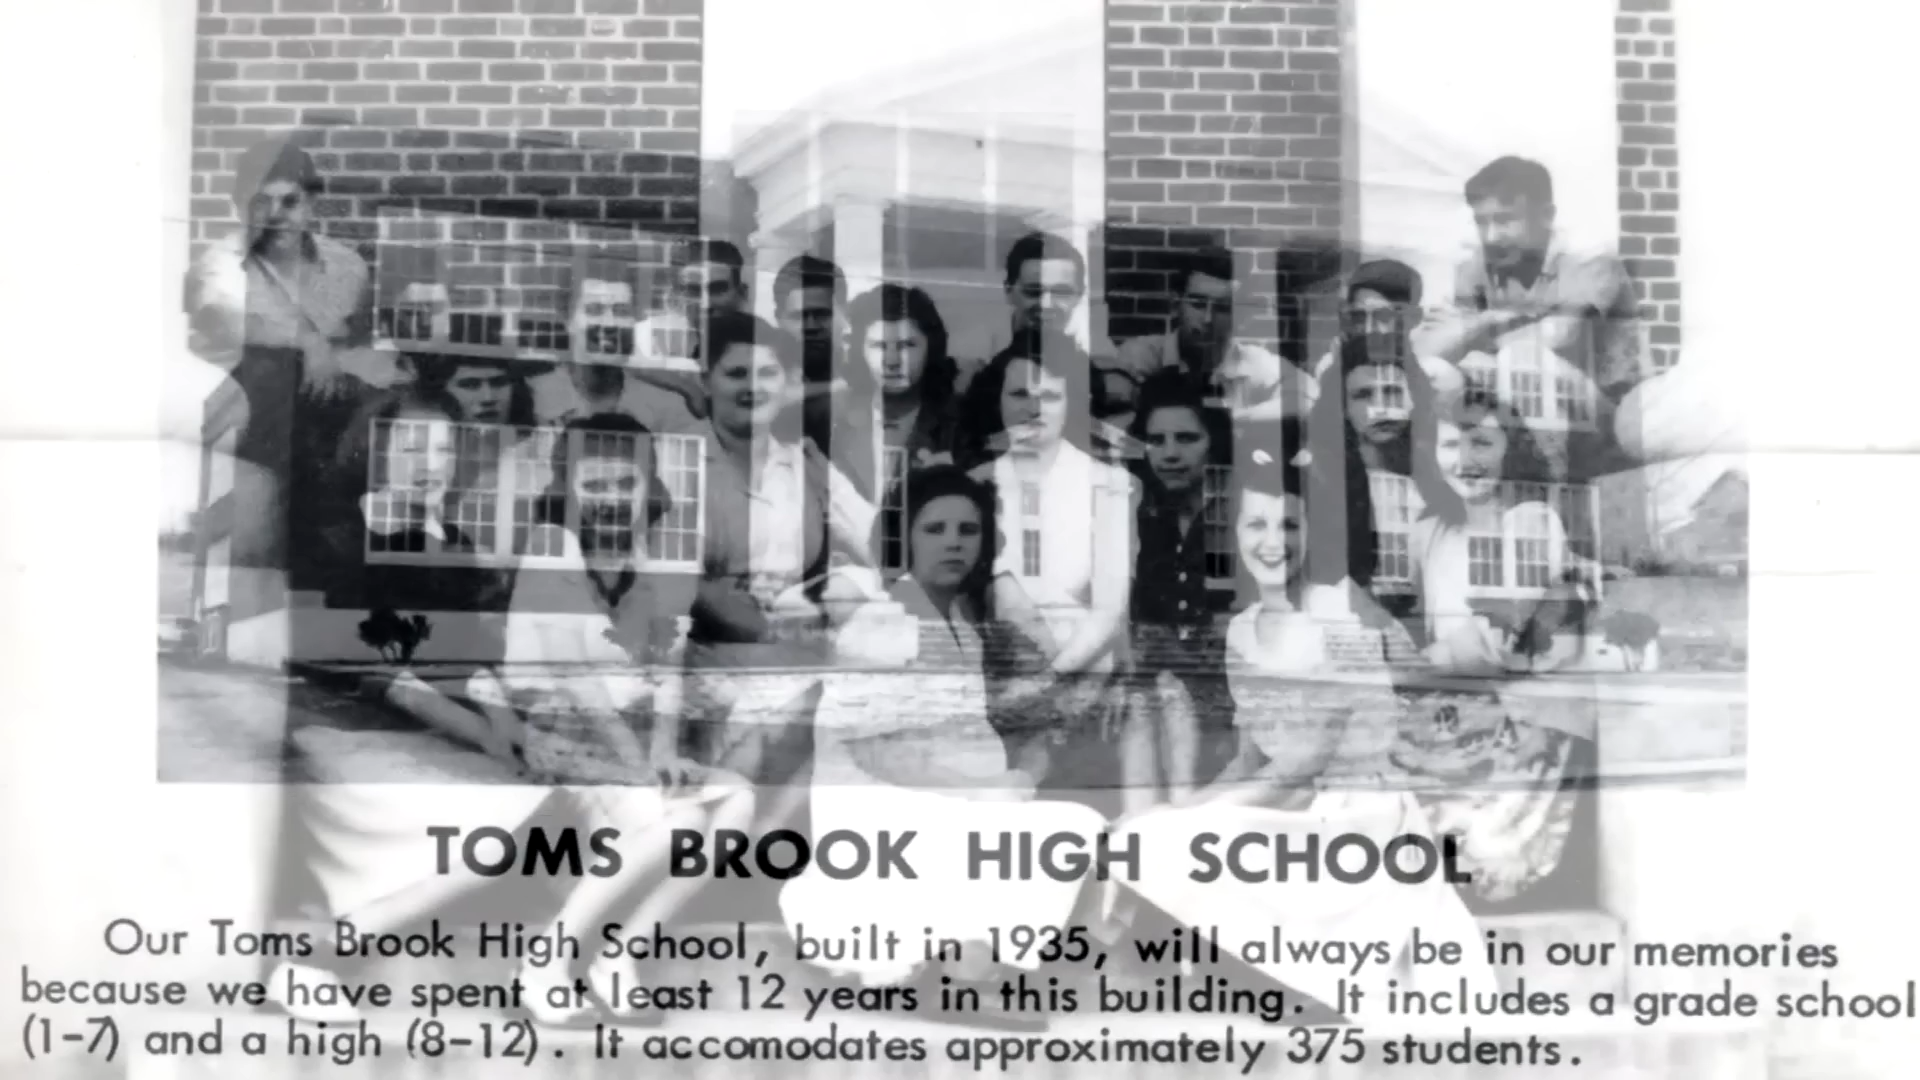 TOMS BROOK HIGH SCHOOL
Our Toms Brook High School, built in 1935, will always be in our memories
because we have spent at least 12 years in this building. It includes a grade school
(1-7) and a high (8-12). It accomodates approximately 375 students.